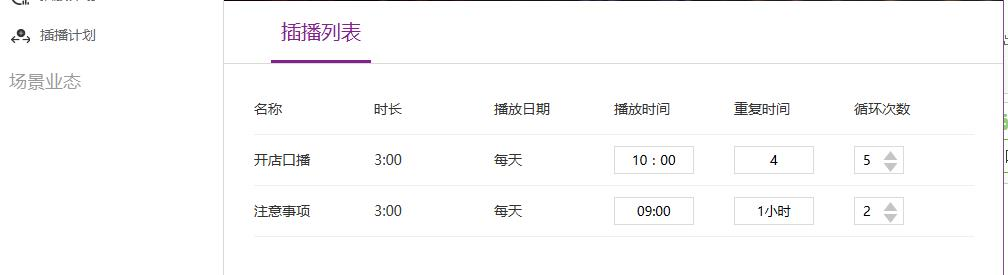 插播计划
场景业态
插播列表
名称 时长 播放日期 播放时间 重复时间 循环次数
开店口播 3:00 每天 10：00 4 5
注意事项 3:00 每天 09:00 1小时 2